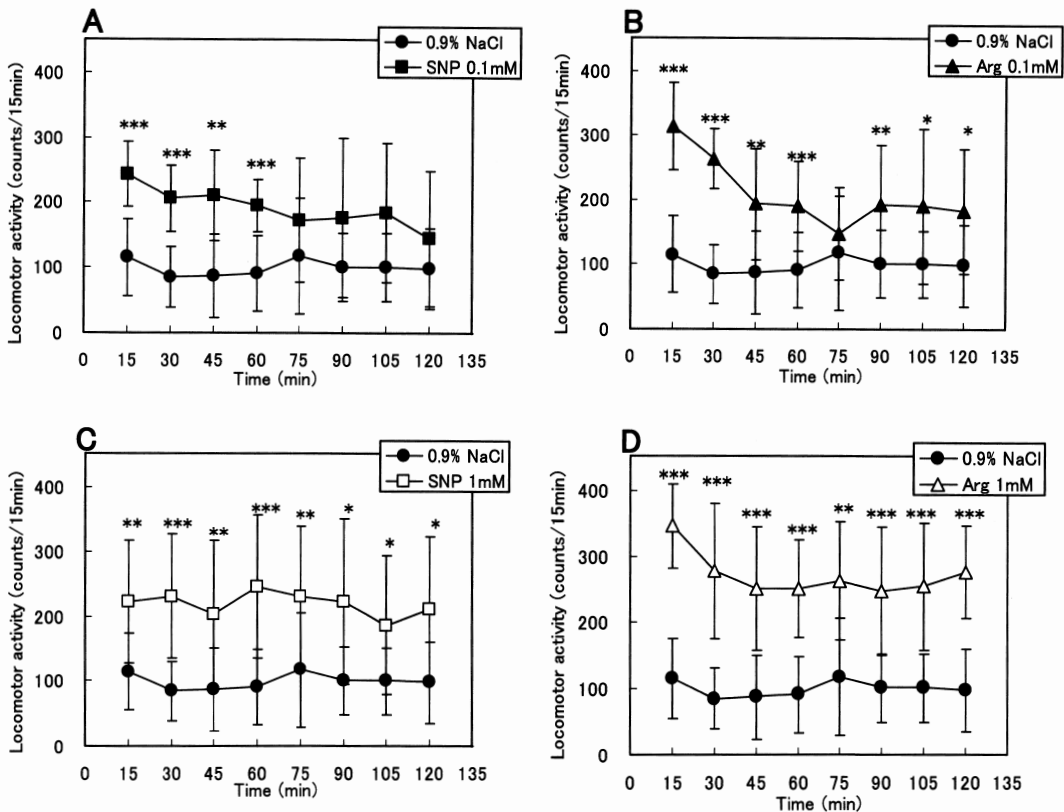 A
0.9% NaCl
SNP 0.1mM
Locomotor activity (counts/15min)
400
300
200
100
0
*** *** ** ***
0 15 30 45 60 75 90 105 120 135
Time (min)
B
0.9% NaCl
Arg 0.1mM
Locomotor activity (counts/15min)
400
300
200
100
0
*** *** ** *** ** * *
0 15 30 45 60 75 90 105 120 135
Time (min)
C
0.9% NaCl
SNP 1mM
Locomotor activity (counts/15min)
400
300
200
100
0
** *** ** *** ** * * *
0 15 30 45 60 75 90 105 120 135
Time (min)
D
0.9% NaCl
Arg 1mM
Locomotor activity (counts/15min)
400
300
200
100
0
*** *** *** *** ** *** *** ***
0 15 30 45 60 75 90 105 120 135
Time (min)